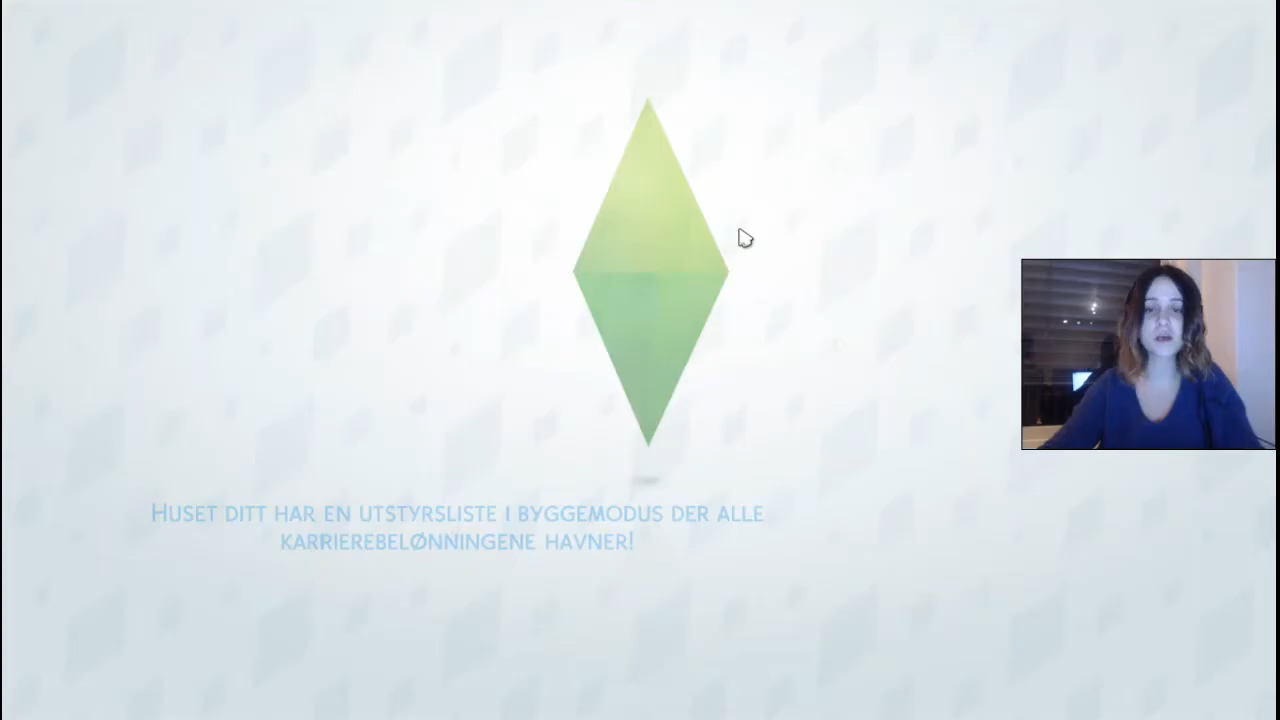 HUSET DITT HAR EN UTSTYRSLISTE I BYGGEMODUS DER ALLE
KARRIEREBELØNNINGENE HAVNER!